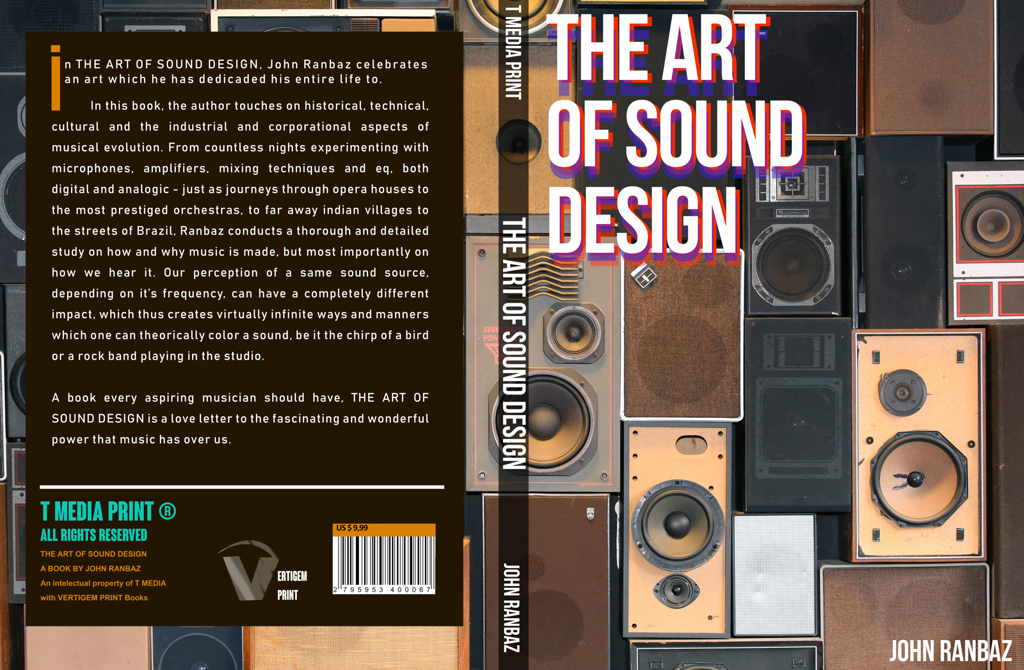 in THE ART OF SOUND DESIGN, John Ranbaz celebrates
an art which he has dedicaded his entire life to.
In this book, the author touches on historical, technical,
cultural and the industrial and corporational aspects of
musical evolution. From countless nights experimenting with
microphones, amplifiers, mixing techniques and eq, both
digital and analogic - just as journeys through opera houses to
the most prestiged orchestras, to far away indian villages to
the streets of Brazil, Ranbaz conducts a thorough and detailed
study on how and why music is made, but most importantly on
how we hear it. Our perception of a same sound source,
depending on it's frequency, can have a completely different
impact, which thus creates virtually infinite ways and manners
which one can theorically color a sound, be it the chirp of a bird
or a rock band playing in the studio.
A book every aspiring musician should have, THE ART OF
SOUND DESIGN is a love letter to the fascinating and wonderful
power that music has over us.
T MEDIA PRINT ®
ALL RIGHTS RESERVED
THE ART OF SOUND DESIGN
A BOOK BY JOHN RANBAZ
An intelectual property of T MEDIA
with VERTIGEM PRINT Books
VERTIGEM
PRINT
US $ 9,99
2 795953 400067
T MEDIA PRINT
THE ART OF SOUND DESIGN
JOHN RANBAZ
THE ART
OF SOUND
DESIGN
JOHN RANBAZ